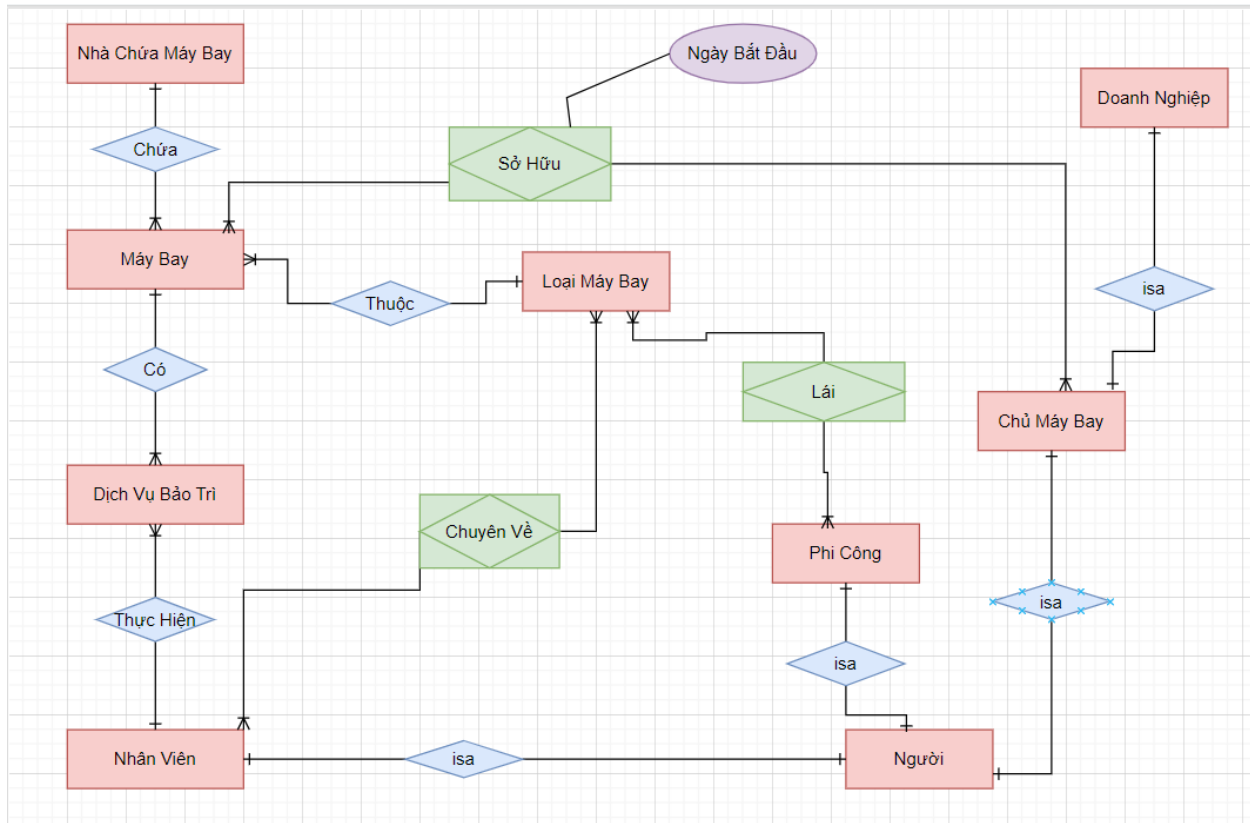 Nhà Chứa Máy Bay
Ngày Bắt Đầu
Doanh Nghiệp
Chứa
Sở Hữu
Máy Bay
Loại Máy Bay
isa
Thuộc
Có
Lái
Chủ Máy Bay
Dịch Vụ Bảo Trì
Chuyên Về
Phi Công
isa
Thực Hiện
isa
Nhân Viên
isa
Người